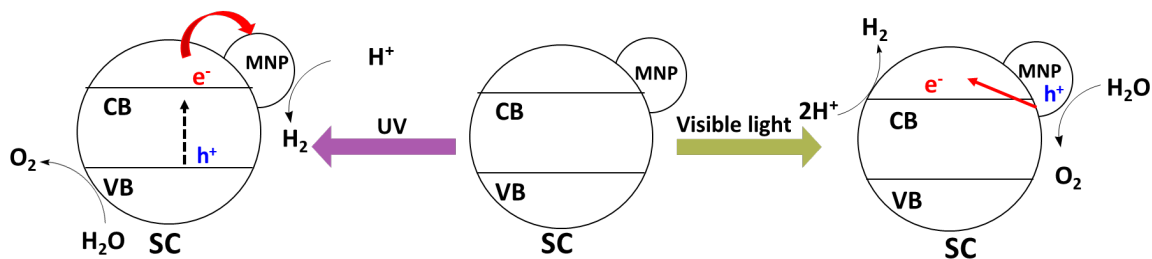 MNP
H⁺
e⁻
CB
H₂
UV
O₂
h⁺
VB
H₂O
SC
MNP
CB
VB
SC
Visible light
H₂
MNP
e⁻
h⁺
H₂O
2H⁺
CB
O₂
VB
SC